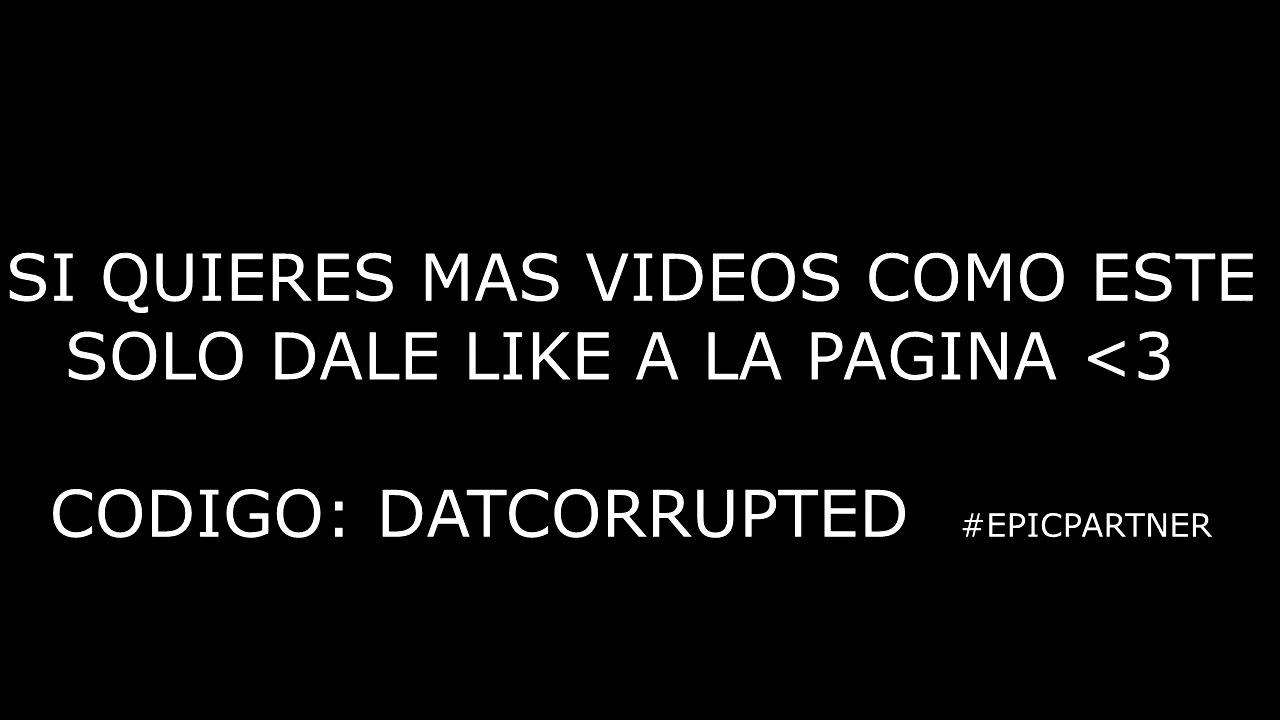 SI QUIERES MAS VIDEOS COMO ESTE
SOLO DALE LIKE A LA PAGINA <3
CODIGO: DATCORRUPTED #EPICPARTNER